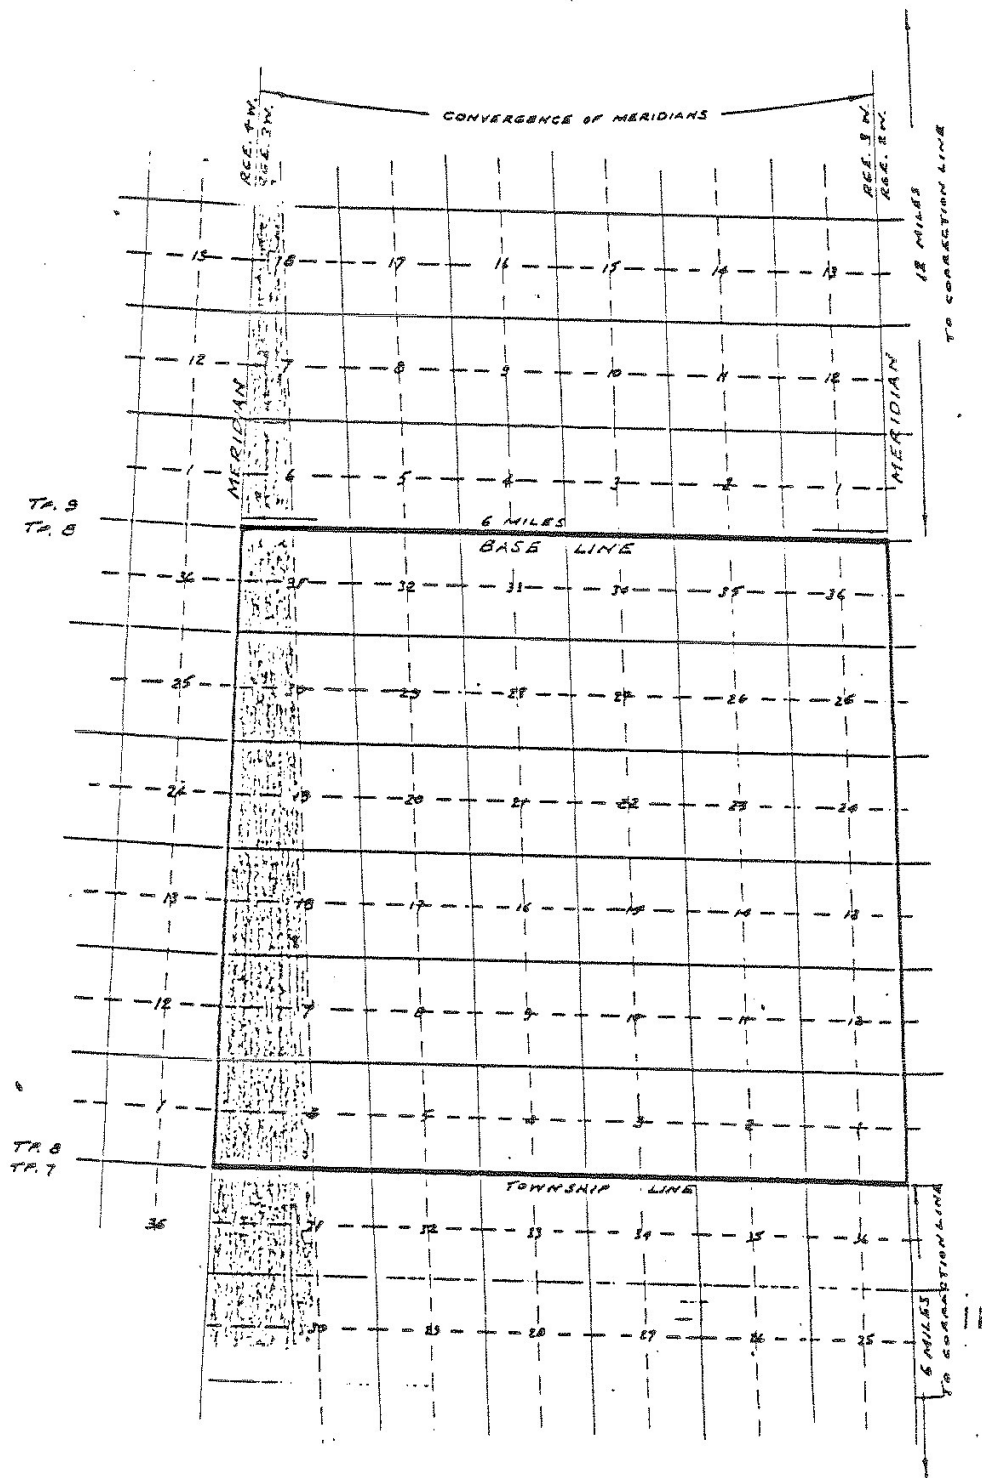 CONVERGENCE OF MERIDIANS
RGE. 4 W.
RGE. 3 W.
RGE. 3 W.
RGE. 2 W.
12 MILES
TO CORRECTION LINE
13 18 17 16 15 14 13
12 7 8 9 10 11 12
MERIDIAN
MERIDIAN
1 6 5 4 3 2 1
TP. 9
TP. 8
6 MILES
BASE LINE
36 31 32 33 34 35 36
25 29 28 27 26 25
24 19 20 21 22 23 24
13 18 17 16 15 14 13
12 7 8 9 10 11 12
1 6 5 4 3 2 1
TP. 8
TP. 7
TOWNSHIP LINE
36 31 32 33 34 35 36
30 29 28 27 26 25
6 MILES
TO CORRECTION LINE